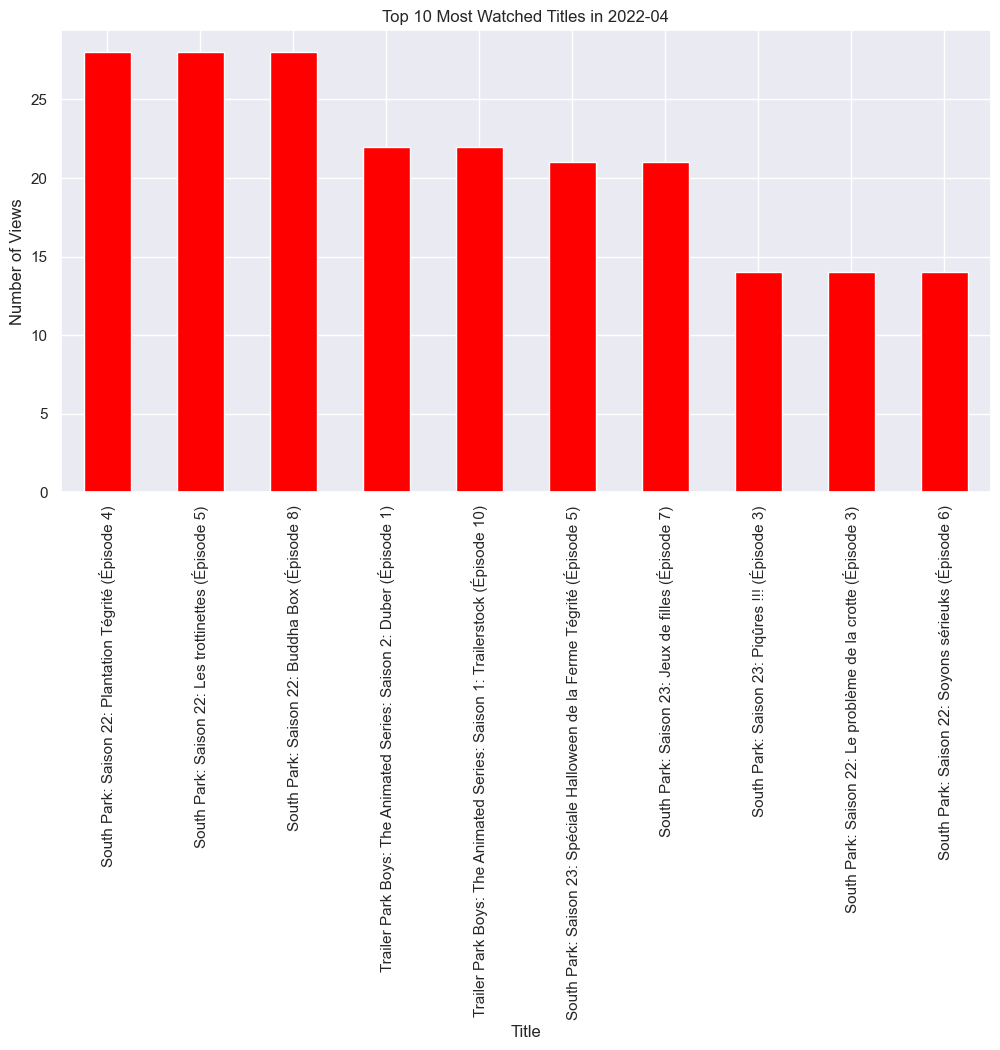 Top 10 Most Watched Titles in 2022-04
Number of Views
25
20
15
10
5
0
South Park: Saison 22: Plantation Tégrité (Épisode 4)
South Park: Saison 22: Les trottinettes (Épisode 5)
South Park: Saison 22: Buddha Box (Épisode 8)
Trailer Park Boys: The Animated Series: Saison 2: Duber (Épisode 1)
Trailer Park Boys: The Animated Series: Saison 1: Trailerstock (Épisode 10)
South Park: Saison 23: Spéciale Halloween de la Ferme Tégrité (Épisode 5)
South Park: Saison 23: Jeux de filles (Épisode 7)
South Park: Saison 23: Piqûres !!! (Épisode 3)
South Park: Saison 22: Le problème de la crotte (Épisode 3)
South Park: Saison 22: Soyons sérieuks (Épisode 6)
Title